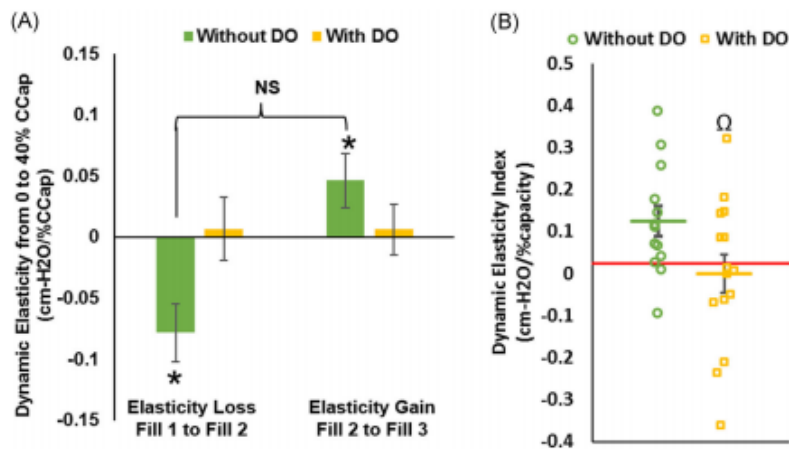 (A)
Without DO With DO
Dynamic Elasticity from 0 to 40% CCap
(cm-H2O/%CCap)
0.15
0.1
0.05
0
-0.05
-0.1
-0.15
NS
*
*
Elasticity Loss
Fill 1 to Fill 2
Elasticity Gain
Fill 2 to Fill 3
(B)
Without DO With DO
Dynamic Elasticity Index
(cm-H2O/%capacity)
0.5
0.4
0.3
0.2
0.1
0
-0.1
-0.2
-0.3
-0.4
Ω